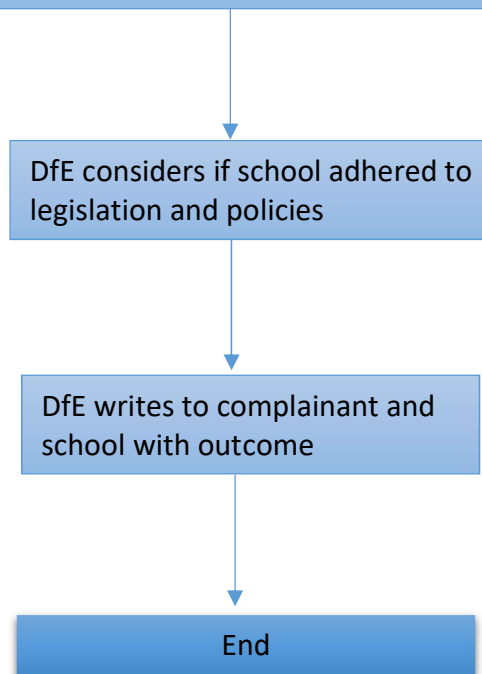 DfE considers if school adhered to
legislation and policies
DfE writes to complainant and
school with outcome
End